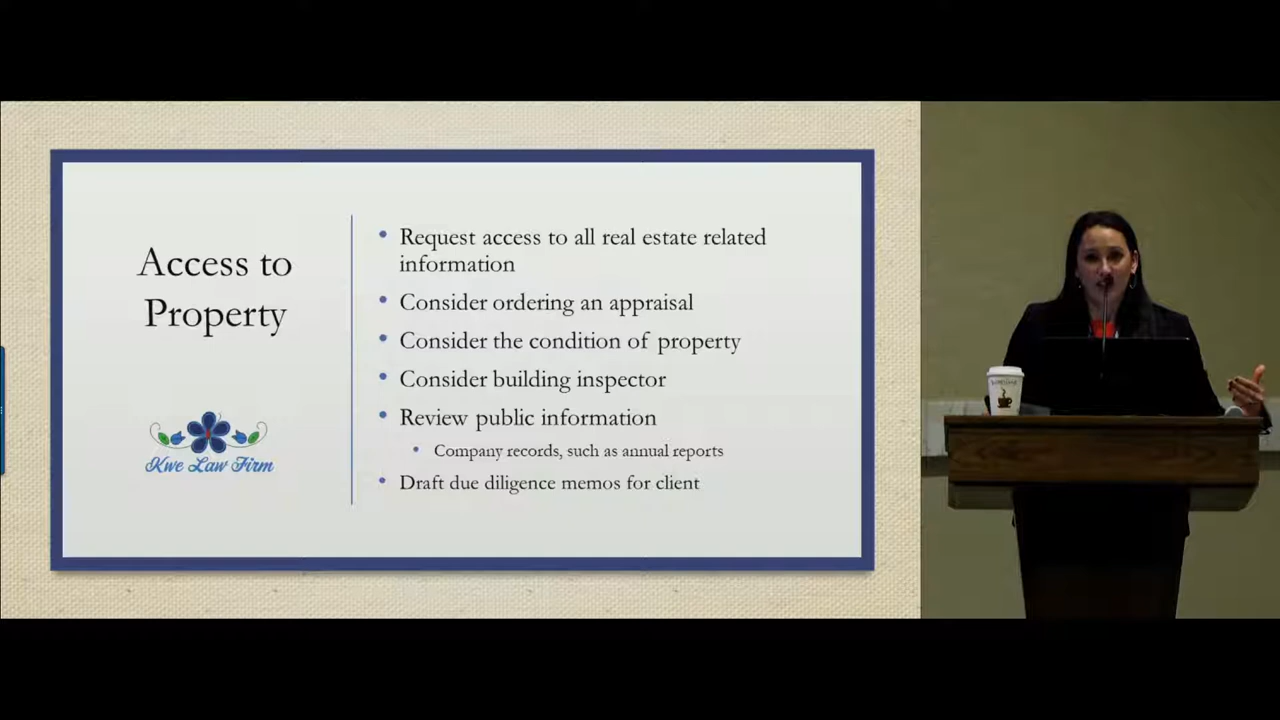 Access to
Property
Kwe Law Firm
Request access to all real estate related
information
Consider ordering an appraisal
Consider the condition of property
Consider building inspector
Review public information
Company records, such as annual reports
Draft due diligence memos for client